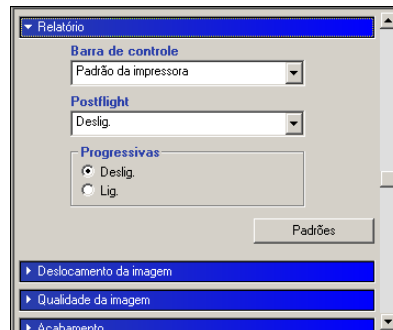 Relatório
Barra de controle
Padrão da impressora
Postflight
Deslig.
Progressivas
Deslig.
Lig.
Padrões
Deslocamento da imagem
Qualidade da imagem
Acabamento